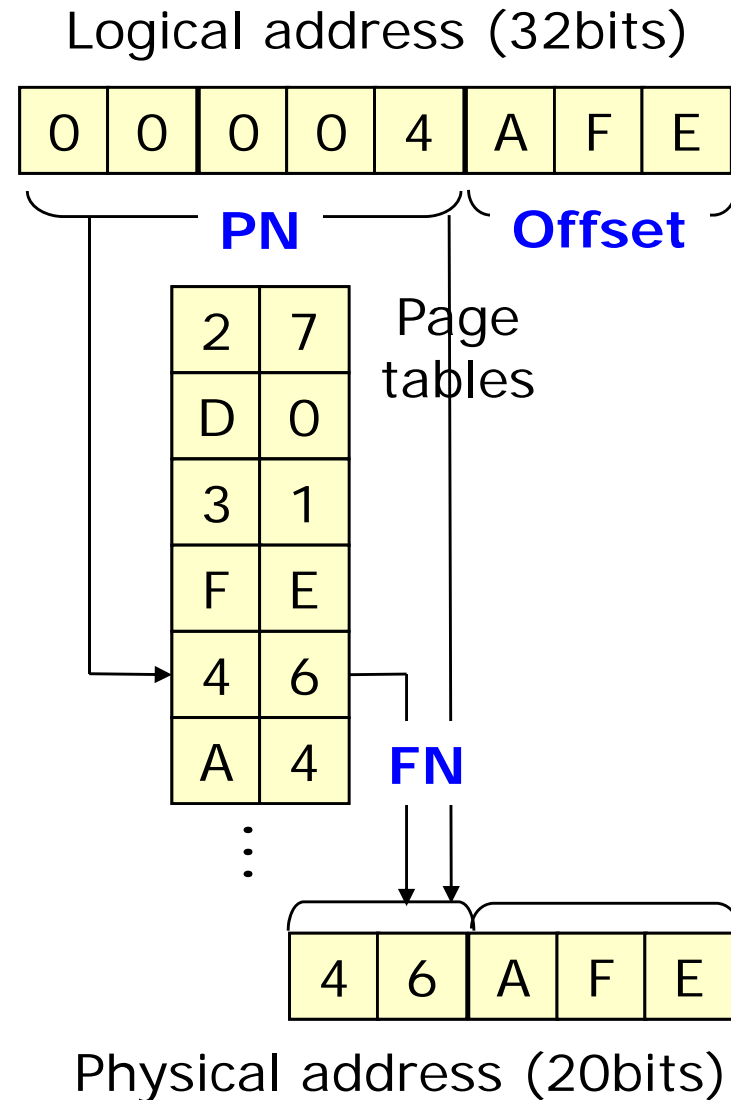 Logical address (32bits)
0 0 0 0 4 A F E
PN Offset
2 7
Page
tables
D 0
3 1
F E
4 6
A 4
FN
⋮
4 6 A F E
Physical address (20bits)